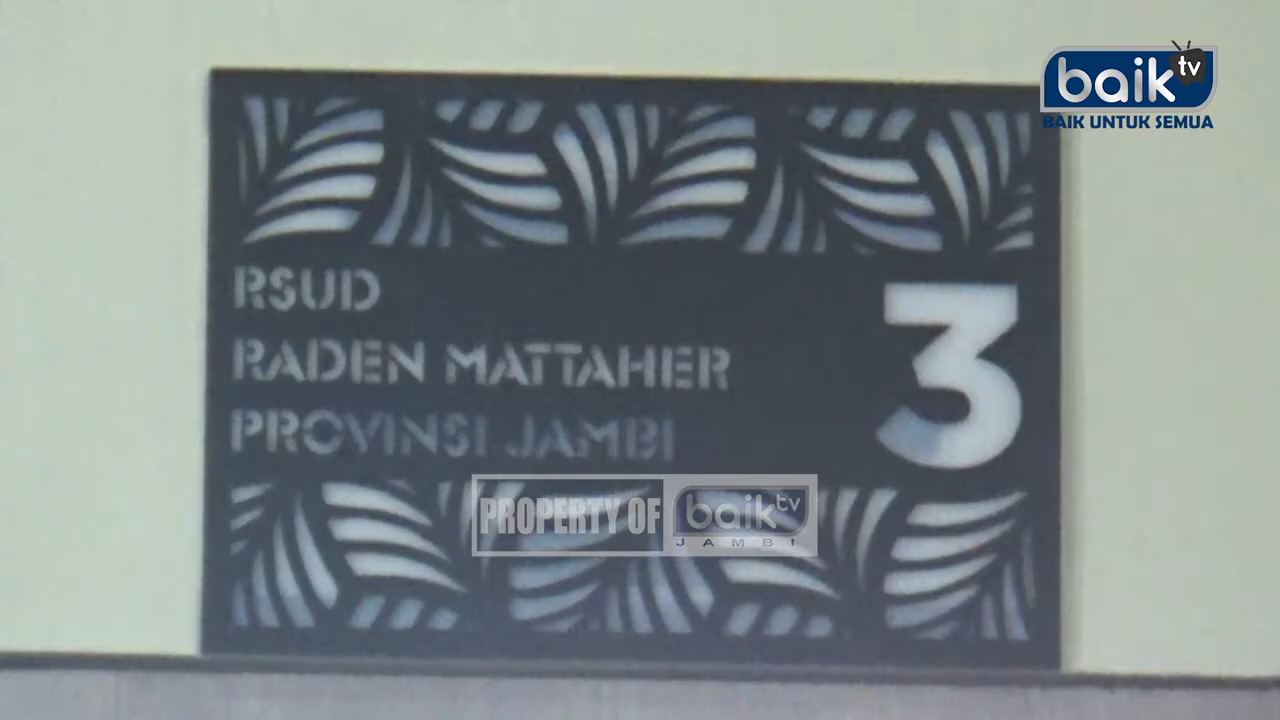 baik tv
BAIK UNTUK SEMUA
RSUD
RADEN MATTAHER
PROVINSI JAMBI
3
PROPERTY OF baik tv
JAMBI